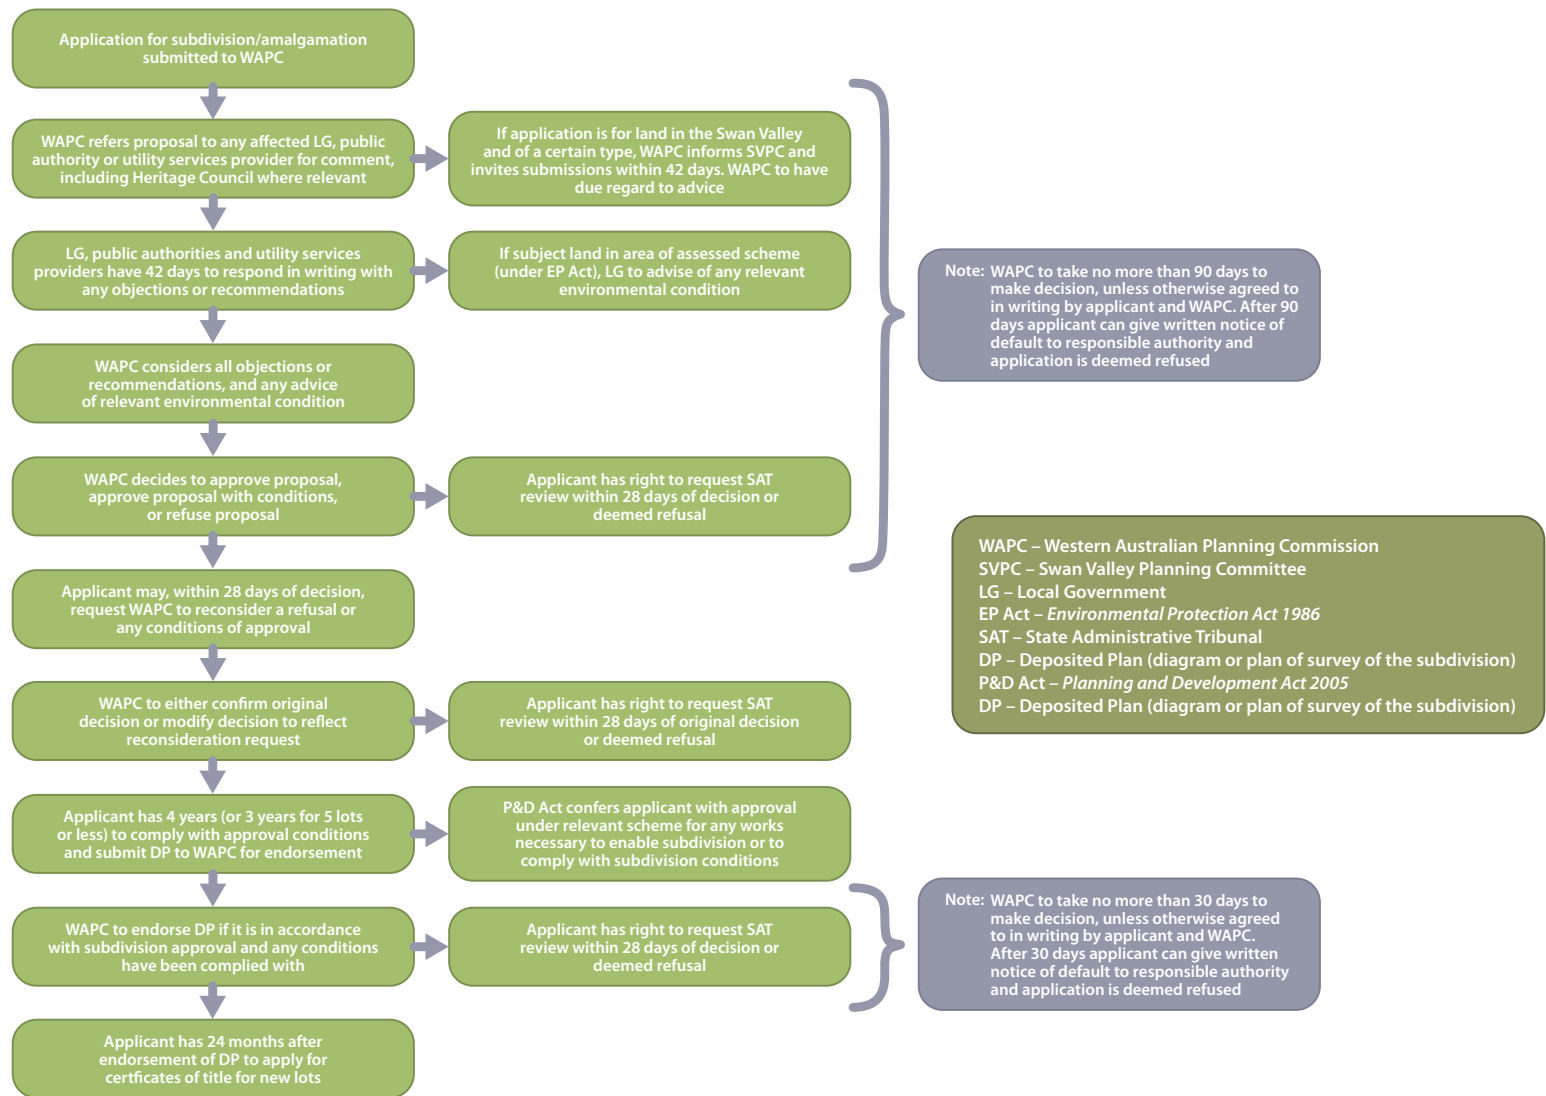 Application for subdivision/amalgamation
submitted to WAPC
WAPC refers proposal to any affected LG, public
authority or utility services provider for comment,
including Heritage Council where relevant
If application is for land in the Swan Valley
and of a certain type, WAPC informs SVPC and
invites submissions within 42 days. WAPC to have
due regard to advice
LG, public authorities and utility services
providers have 42 days to respond in writing with
any objections or recommendations
If subject land in area of assessed scheme
(under EP Act), LG to advise of any relevant
environmental condition
Note: WAPC to take no more than 90 days to
make decision, unless otherwise agreed to
in writing by applicant and WAPC. After 90
days applicant can give written notice of
default to responsible authority and
application is deemed refused
WAPC considers all objections or
recommendations, and any advice
of relevant environmental condition
WAPC decides to approve proposal,
approve proposal with conditions,
or refuse proposal
Applicant has right to request SAT
review within 28 days of decision or
deemed refusal
WAPC – Western Australian Planning Commission
SVPC – Swan Valley Planning Committee
LG – Local Government
EP Act – Environmental Protection Act 1986
SAT – State Administrative Tribunal
DP – Deposited Plan (diagram or plan of survey of the subdivision)
P&D Act – Planning and Development Act 2005
DP – Deposited Plan (diagram or plan of survey of the subdivision)
Applicant may, within 28 days of decision,
request WAPC to reconsider a refusal or
any conditions of approval
WAPC to either confirm original
decision or modify decision to reflect
reconsideration request
Applicant has right to request SAT
review within 28 days of original decision
or deemed refusal
Applicant has 4 years (or 3 years for 5 lots
or less) to comply with approval conditions
and submit DP to WAPC for endorsement
P&D Act confers applicant with approval
under relevant scheme for any works
necessary to enable subdivision or to
comply with subdivision conditions
WAPC to endorse DP if it is in accordance
with subdivision approval and any conditions
have been complied with
Applicant has right to request SAT
review within 28 days of decision or
deemed refusal
Note: WAPC to take no more than 30 days to
make decision, unless otherwise agreed
to in writing by applicant and WAPC.
After 30 days applicant can give written
notice of default to responsible authority
and application is deemed refused
Applicant has 24 months after
endorsement of DP to apply for
certficates of title for new lots